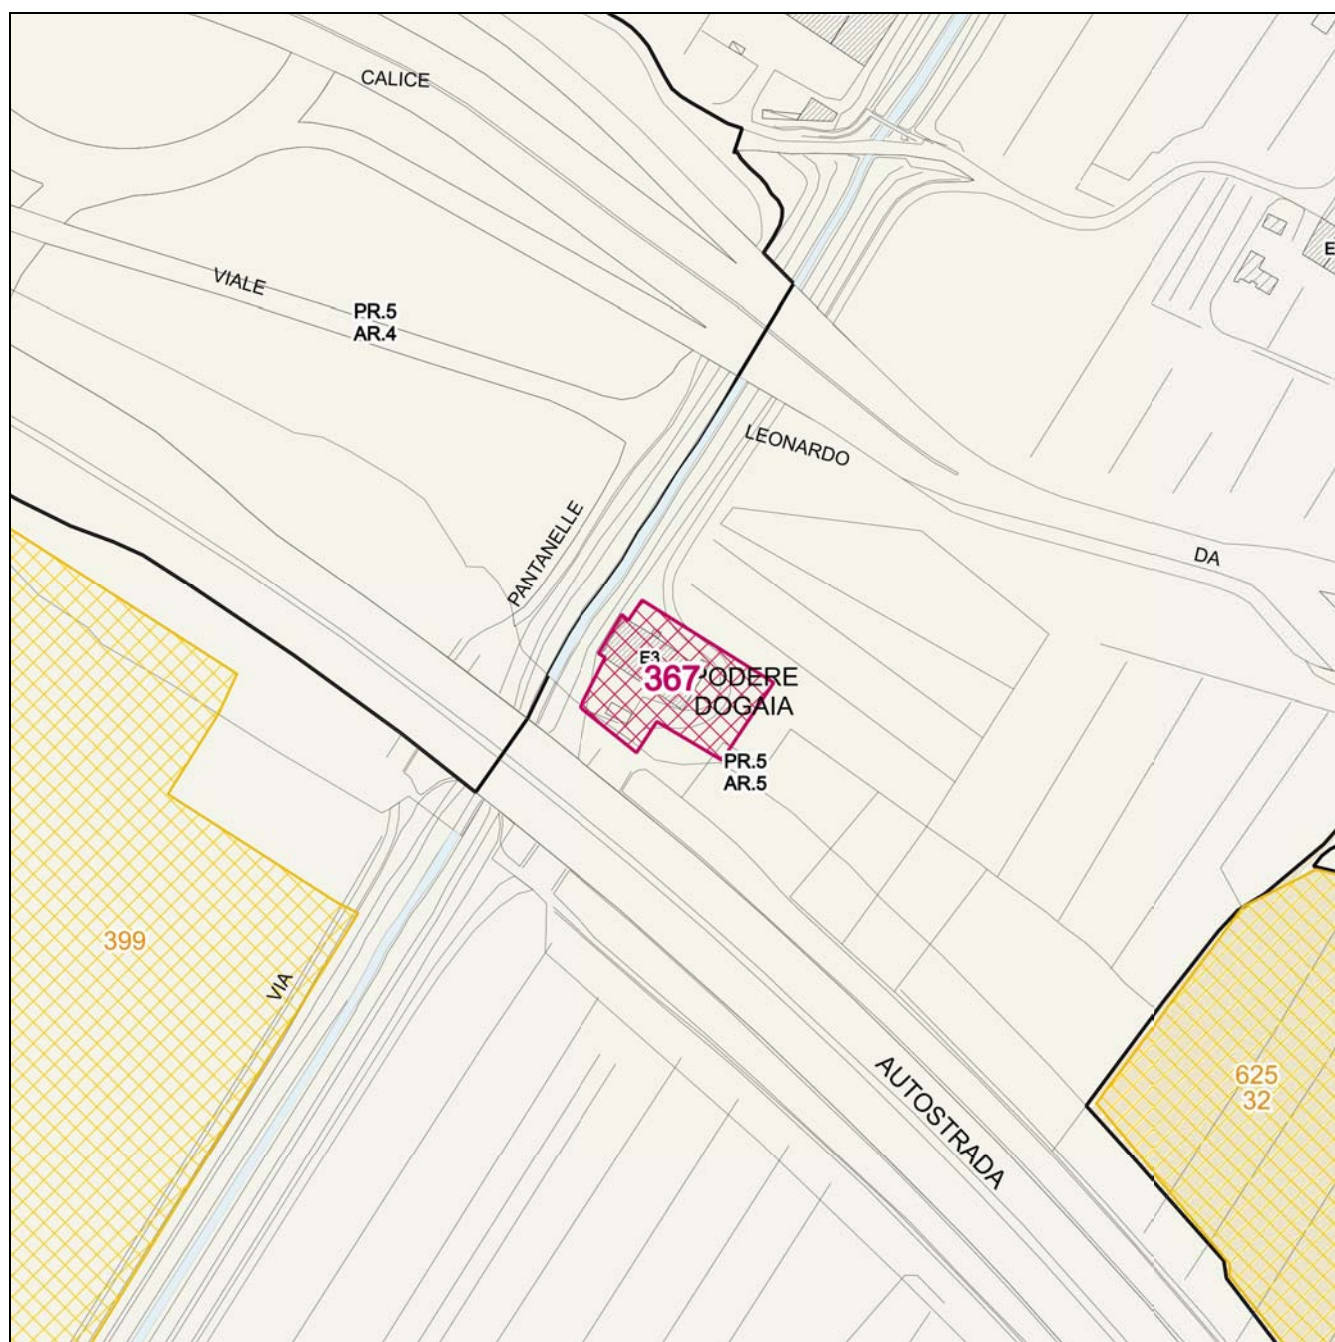 CALICE
VIALE
PR.5
AR.4
E
LEONARDO
PANTANELLE
DA
E3
367
PODERE
DOGAIA
PR.5
AR.5
399
VIA
AUTOSTRADA
625
32